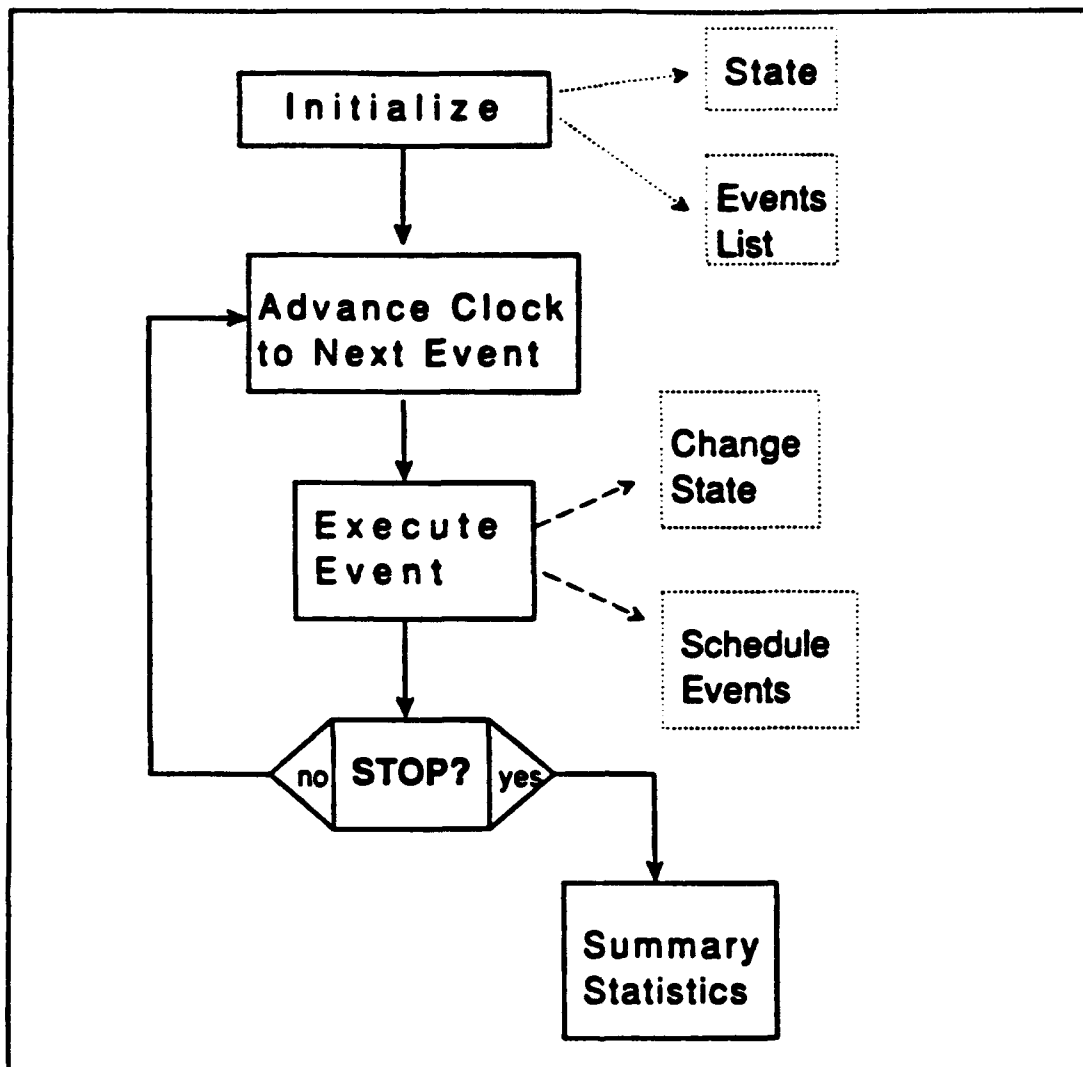 Initialize
State
Events
List
Advance Clock
to Next Event
Execute
Event
Change
State
Schedule
Events
no
STOP?
yes
Summary
Statistics